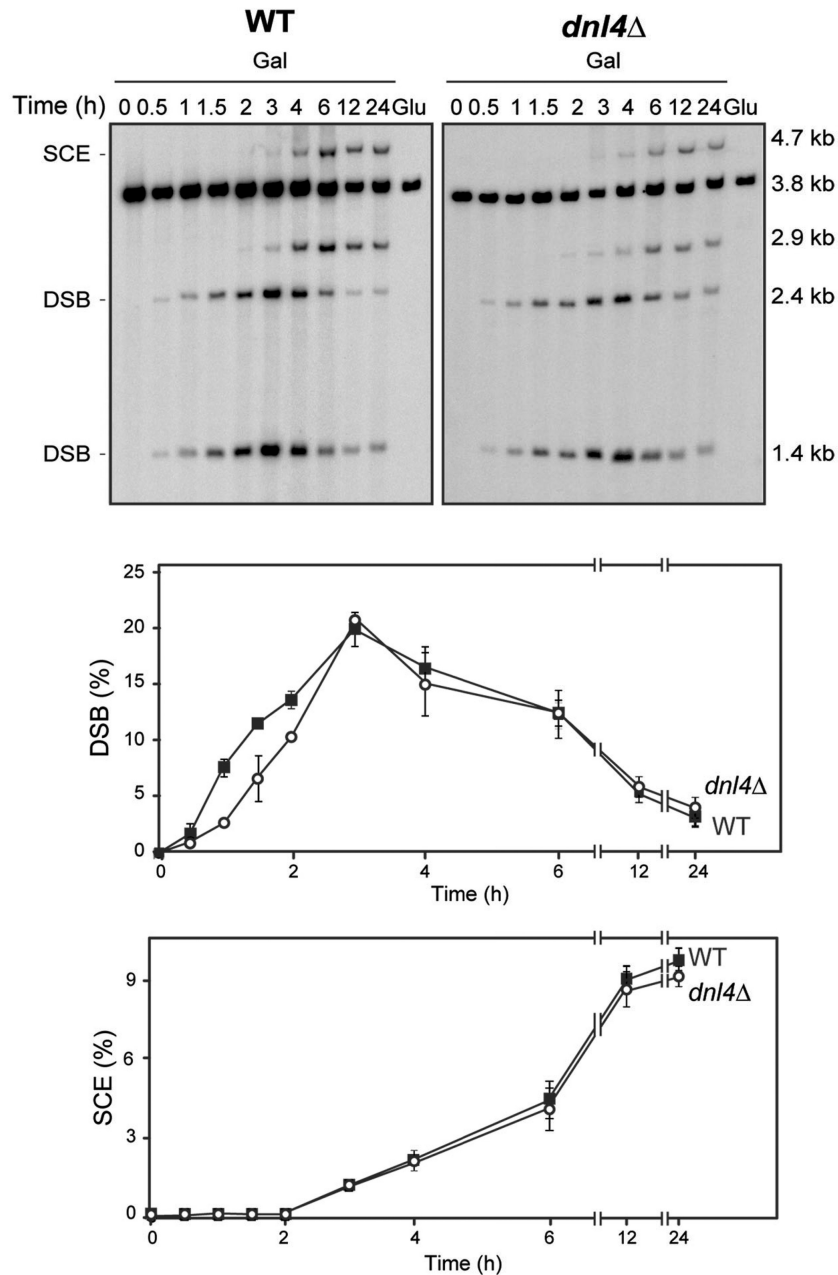 WT dnl4Δ
Gal Gal
Time (h) 0 0.5 1 1.5 2 3 4 6 12 24 Glu 0 0.5 1 1.5 2 3 4 6 12 24 Glu
SCE - 4.7 kb
3.8 kb
2.9 kb
DSB - 2.4 kb
DSB - 1.4 kb
25
20
15
10
5
0
DSB (%)
dnl4Δ
WT
0 2 4 6 12 24
Time (h)
9
6
3
0
SCE (%)
WT
dnl4Δ
0 2 4 6 12 24
Time (h)